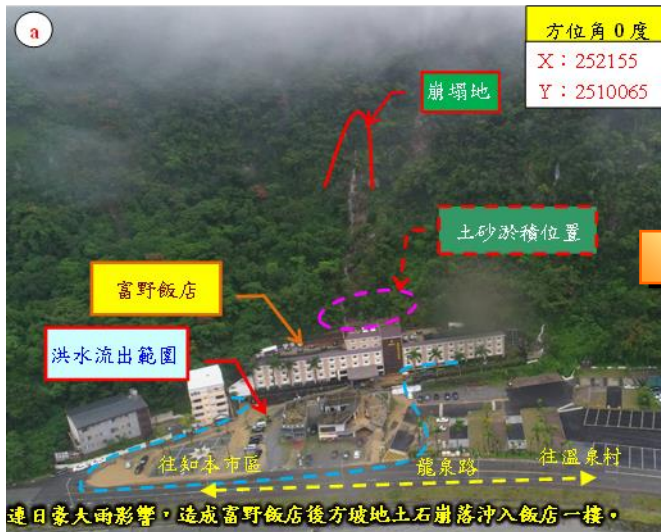 a
方位角 0 度
X：252155
Y：2510065
崩塌地
土砂淤積位置
富野飯店
洪水流出範圍
往知本市區
龍泉路
往溫泉村
連日豪大雨影響，造成富野飯店後方坡地土石崩落沖入飯店一樓。